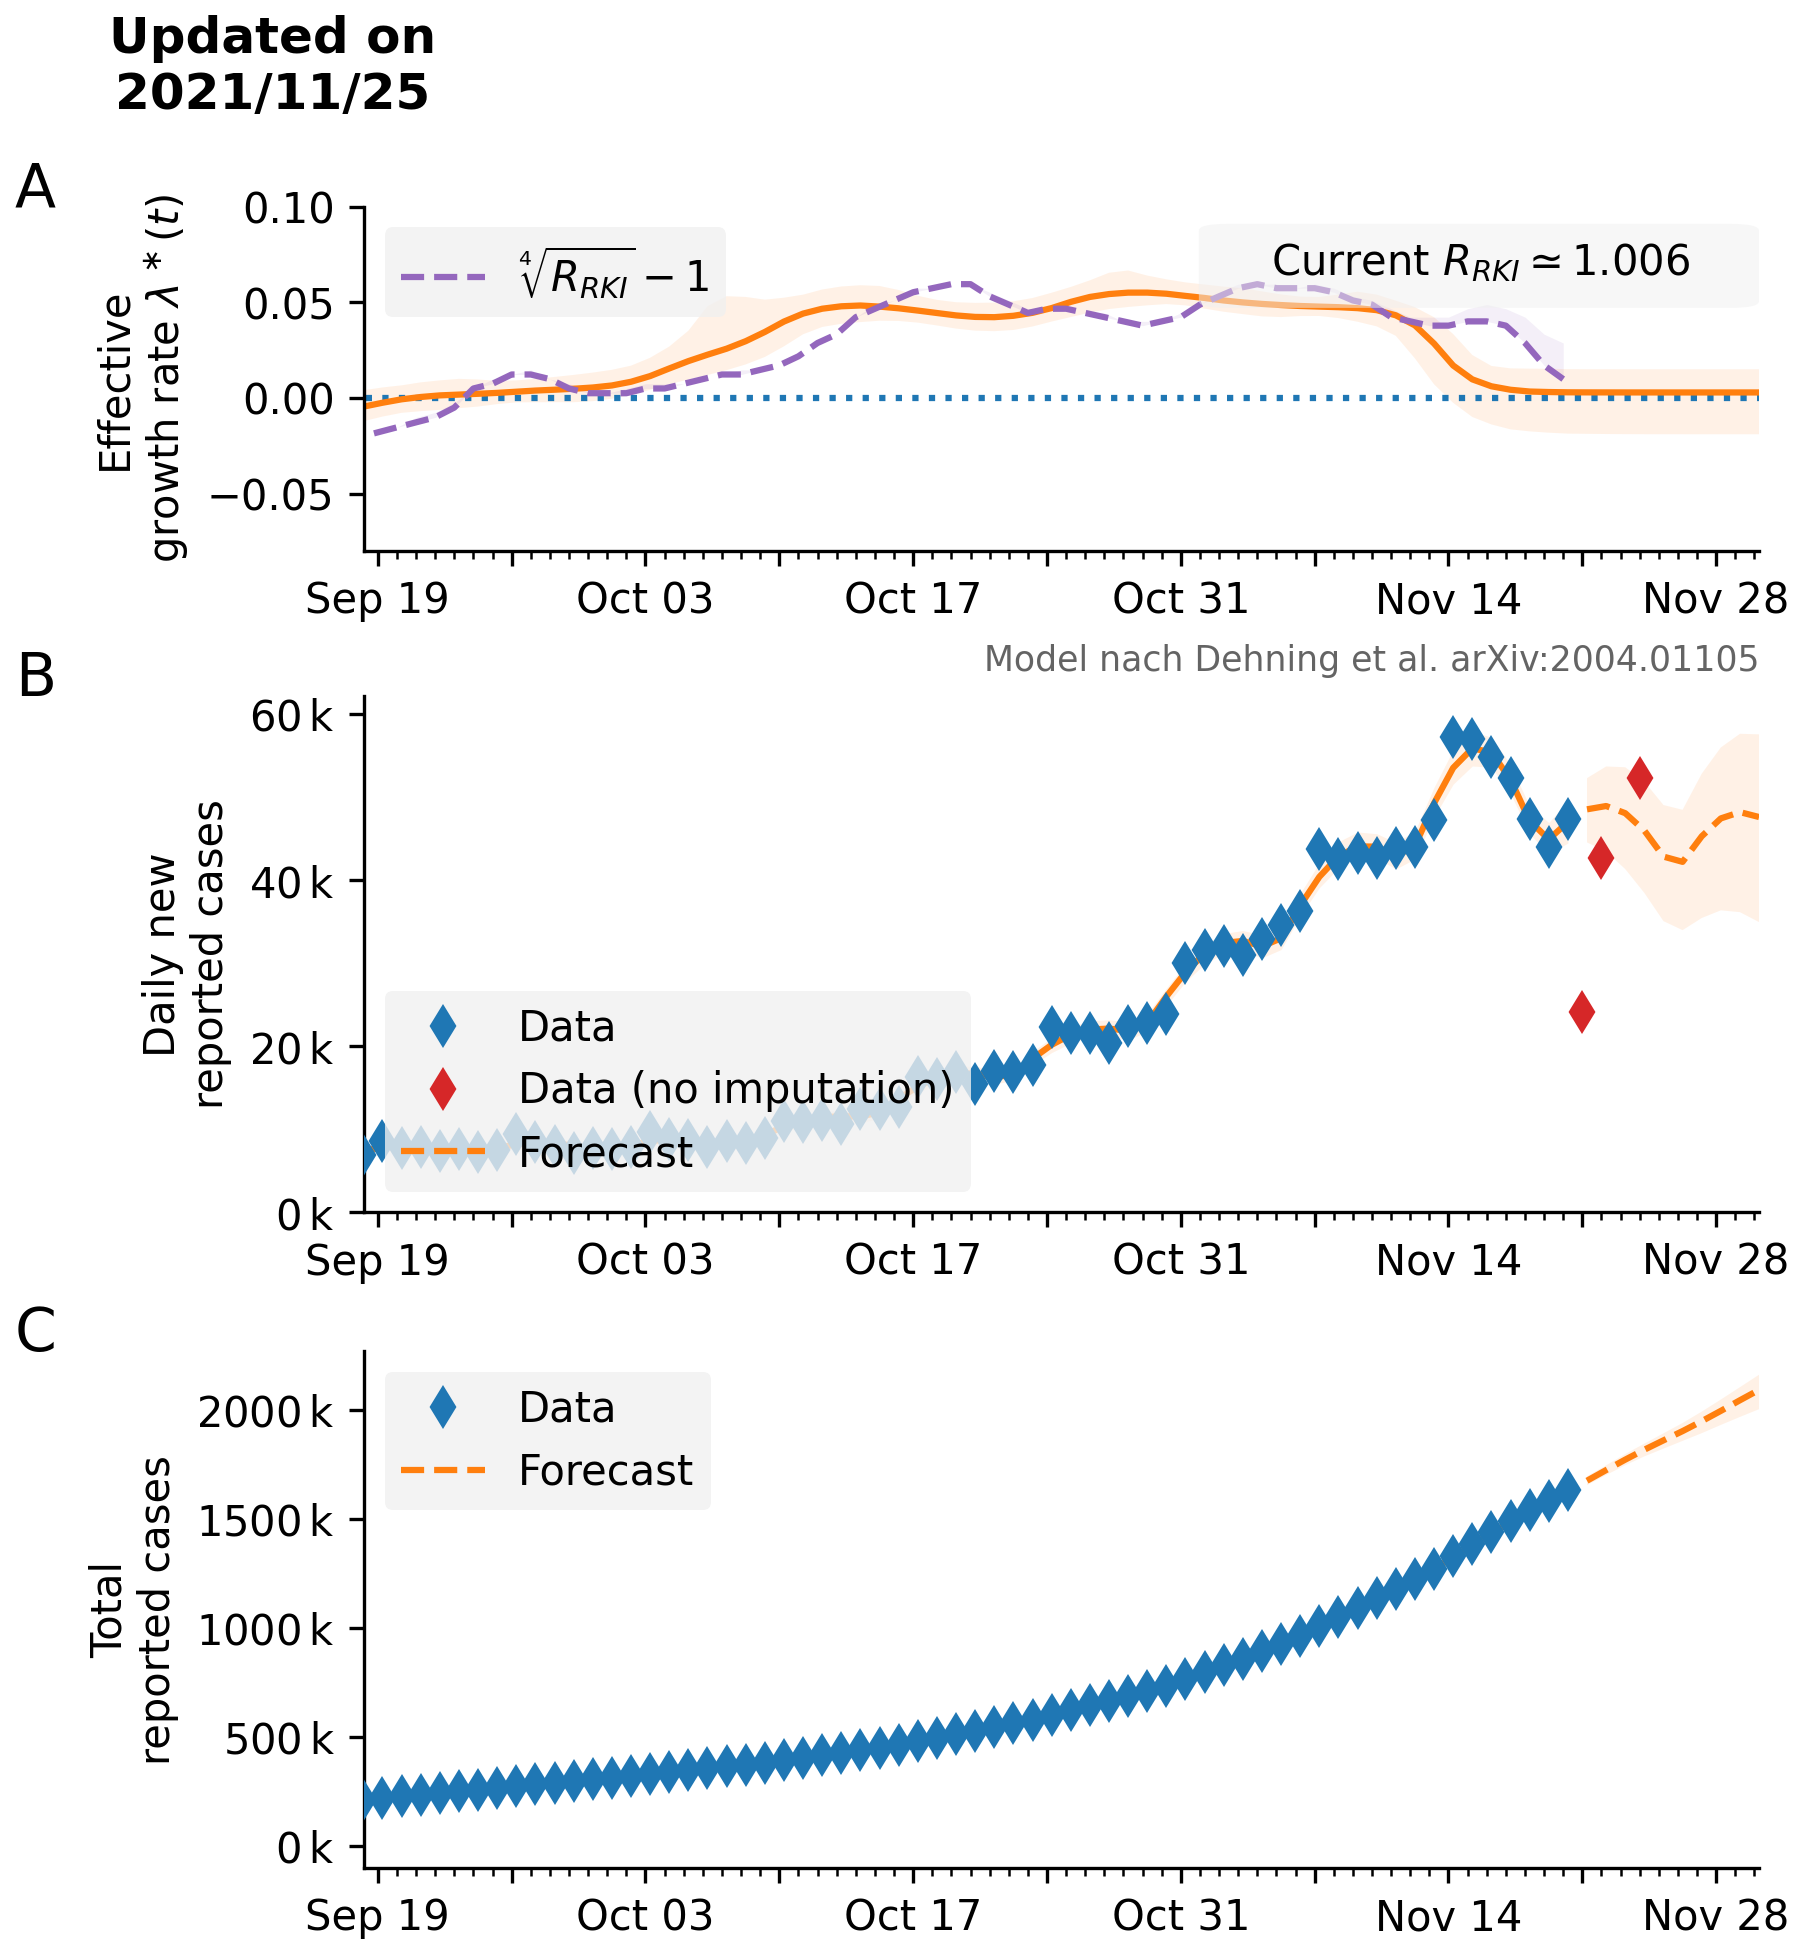 Updated on
2021/11/25
A
Effective
growth rate λ * (t)
0.10
0.05
0.00
−0.05
∜R_RKI − 1
Current R_RKI ≃ 1.006
Sep 19 Oct 03 Oct 17 Oct 31 Nov 14 Nov 28
Model nach Dehning et al. arXiv:2004.01105
B
Daily new
reported cases
60 k
40 k
20 k
0 k
Data
Data (no imputation)
Forecast
Sep 19 Oct 03 Oct 17 Oct 31 Nov 14 Nov 28
C
Total
reported cases
2000 k
1500 k
1000 k
500 k
0 k
Data
Forecast
Sep 19 Oct 03 Oct 17 Oct 31 Nov 14 Nov 28